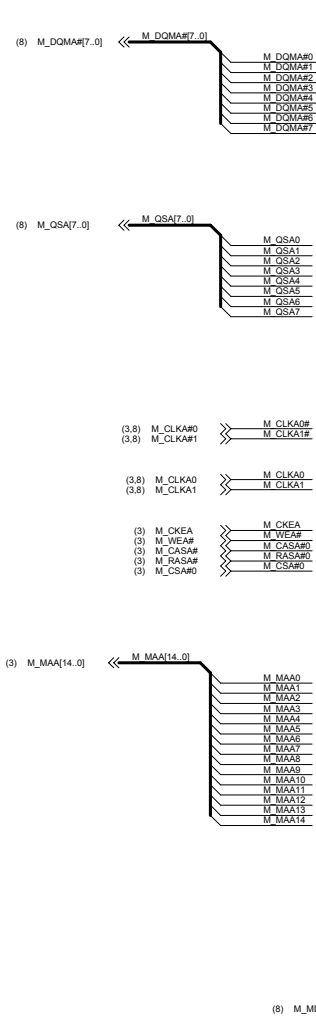 (8) M_DQMA#[7..0] M_DQMA#[7..0]
M_DQMA#0
M_DQMA#1
M_DQMA#2
M_DQMA#3
M_DQMA#4
M_DQMA#5
M_DQMA#6
M_DQMA#7
(8) M_QSA[7..0] M_QSA[7..0]
M_QSA0
M_QSA1
M_QSA2
M_QSA3
M_QSA4
M_QSA5
M_QSA6
M_QSA7
(3,8) M_CLKA#0 M_CLKA0#
(3,8) M_CLKA#1 M_CLKA1#
(3,8) M_CLKA0 M_CLKA0
(3,8) M_CLKA1 M_CLKA1
(3) M_CKEA M_CKEA
(3) M_WEA# M_WEA#
(3) M_CASA# M_CASA#0
(3) M_RASA# M_RASA#0
(3) M_CSA#0 M_CSA#0
(3) M_MAA[14..0] M_MAA[14..0]
M_MAA0
M_MAA1
M_MAA2
M_MAA3
M_MAA4
M_MAA5
M_MAA6
M_MAA7
M_MAA8
M_MAA9
M_MAA10
M_MAA11
M_MAA12
M_MAA13
M_MAA14
(8)